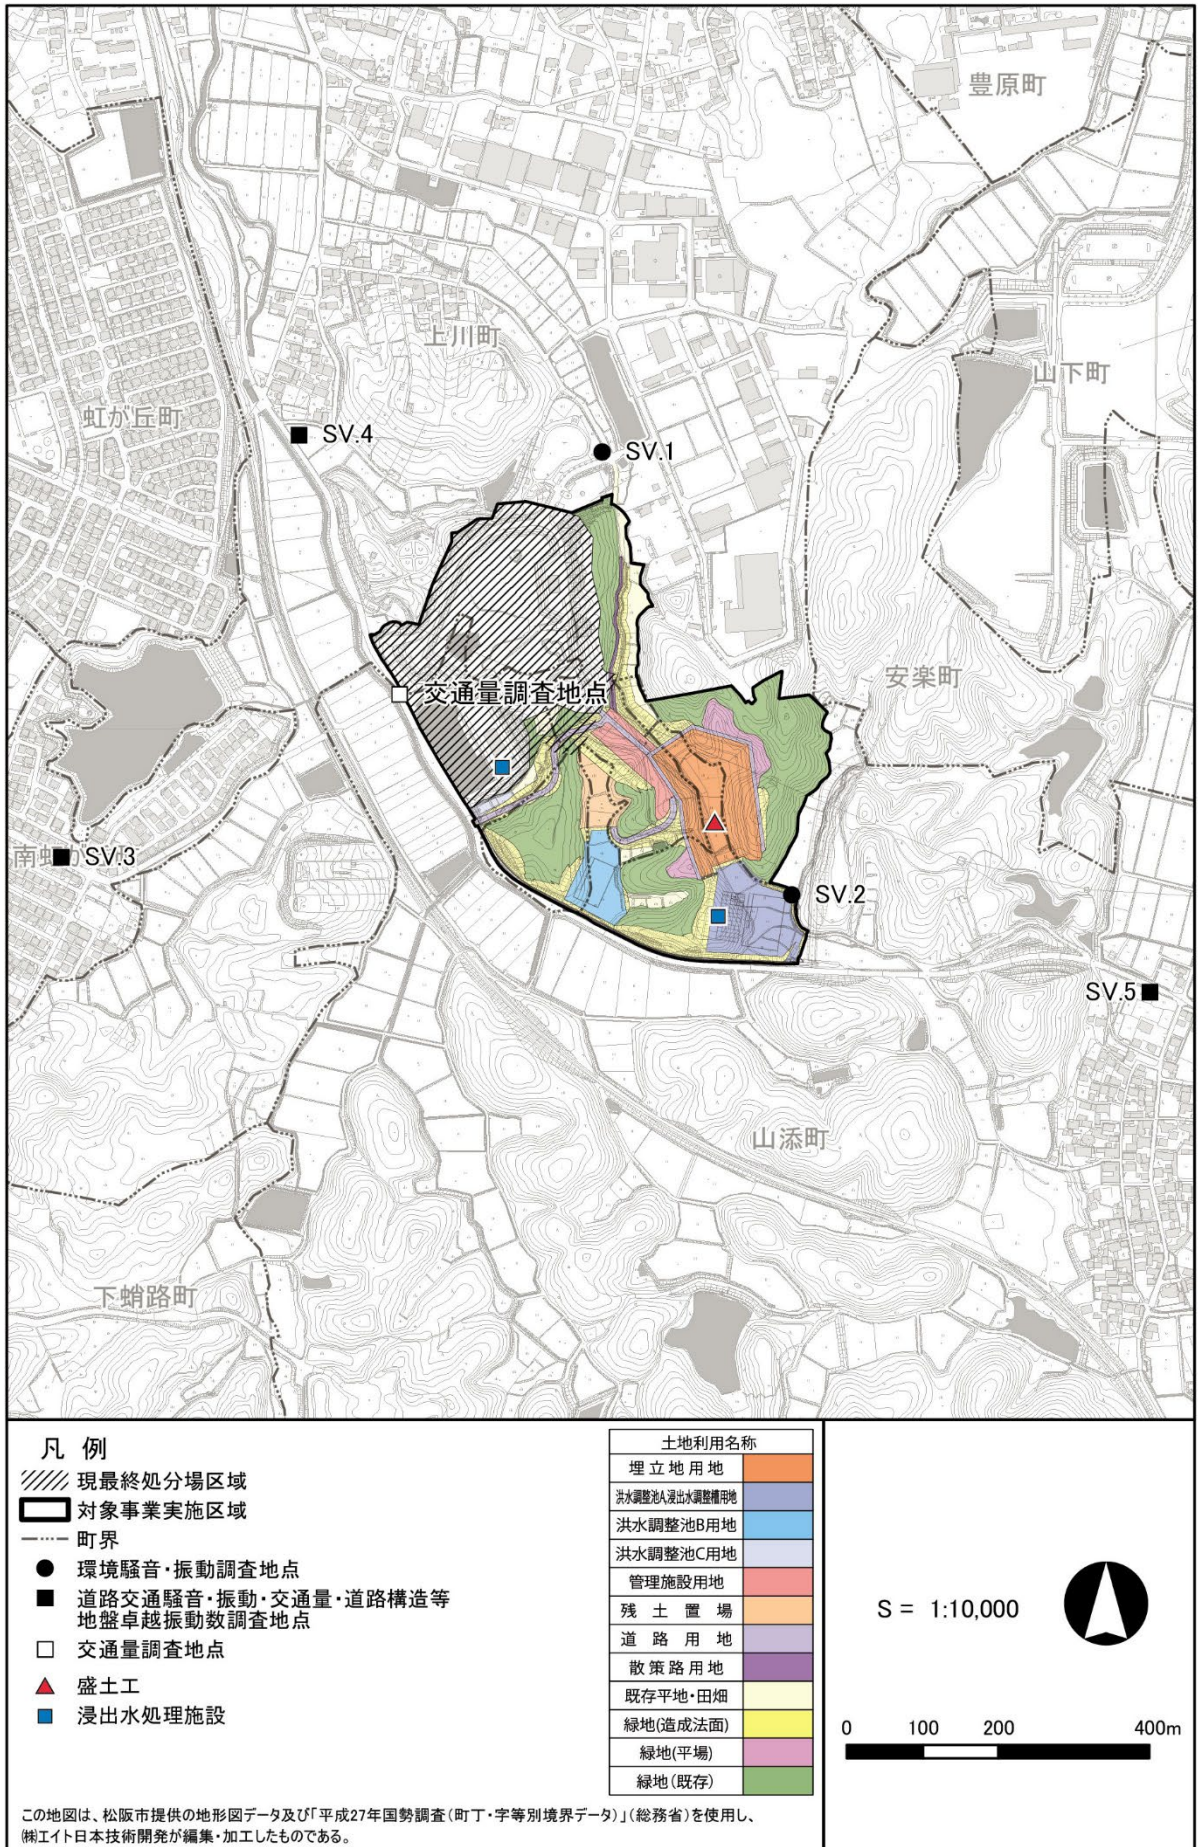 豊原町
上川町
山下町
虹が丘町
SV.4
SV.1
安楽町
交通量調査地点
SV.3
SV.2
SV.5
山添町
下蛸路町
凡 例
現最終処分場区域
対象事業実施区域
町界
環境騒音・振動調査地点
道路交通騒音・振動・交通量・道路構造等
地盤卓越振動数調査地点
交通量調査地点
盛土工
浸出水処理施設
土地利用名称
埋立地用地
洪水調整池A,浸出水調整槽用地
洪水調整池B用地
洪水調整池C用地
管理施設用地
残土置場
道路用地
散策路用地
既存平地・田畑
緑地(造成法面)
緑地(平場)
緑地(既存)
S = 1:10,000
0 100 200 400m
この地図は、松阪市提供の地形図データ及び「平成27年国勢調査(町丁・字等別境界データ)」(総務省)を使用し、
㈱エイト日本技術開発が編集・加工したものである。